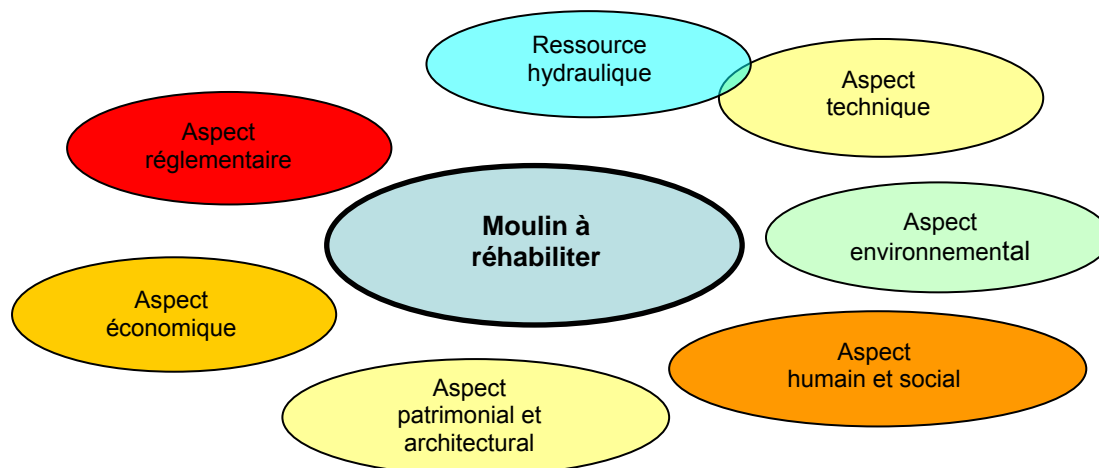 Ressource
hydraulique
Aspect
technique
Aspect
réglementaire
Moulin à
réhabiliter
Aspect
environnemental
Aspect
économique
Aspect
humain et social
Aspect
patrimonial et
architectural